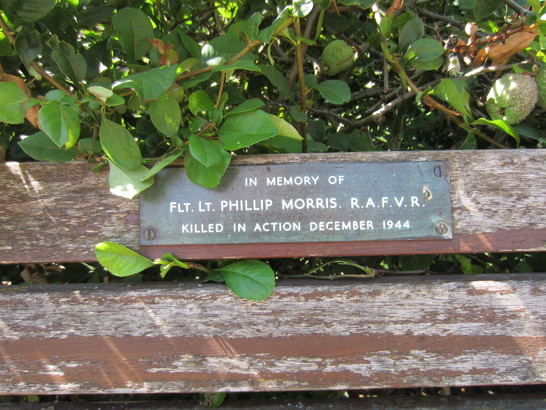 IN MEMORY OF
FLT. LT. PHILLIP MORRIS. R.A.F.V.R.
KILLED IN ACTION DECEMBER 1944